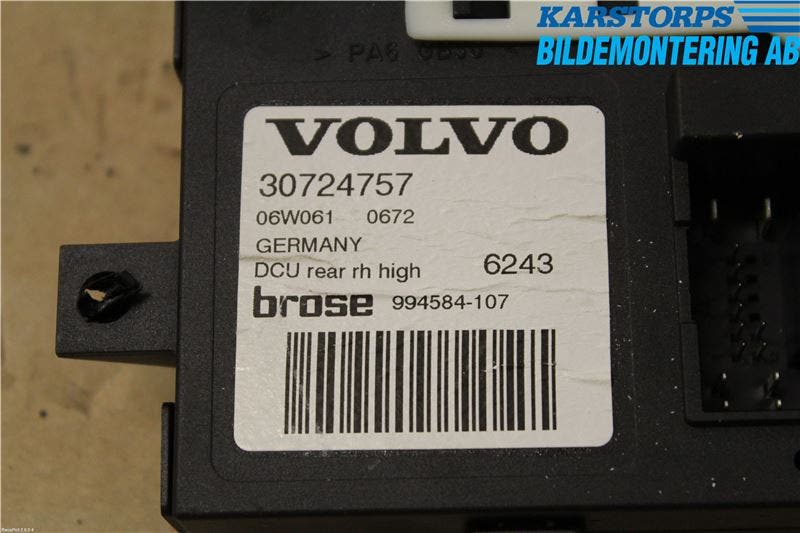 KARSTORPS
BILDEMONTERING AB
VOLVO
30724757
06W061 0672
GERMANY
DCU rear rh high 6243
brose 994584-107